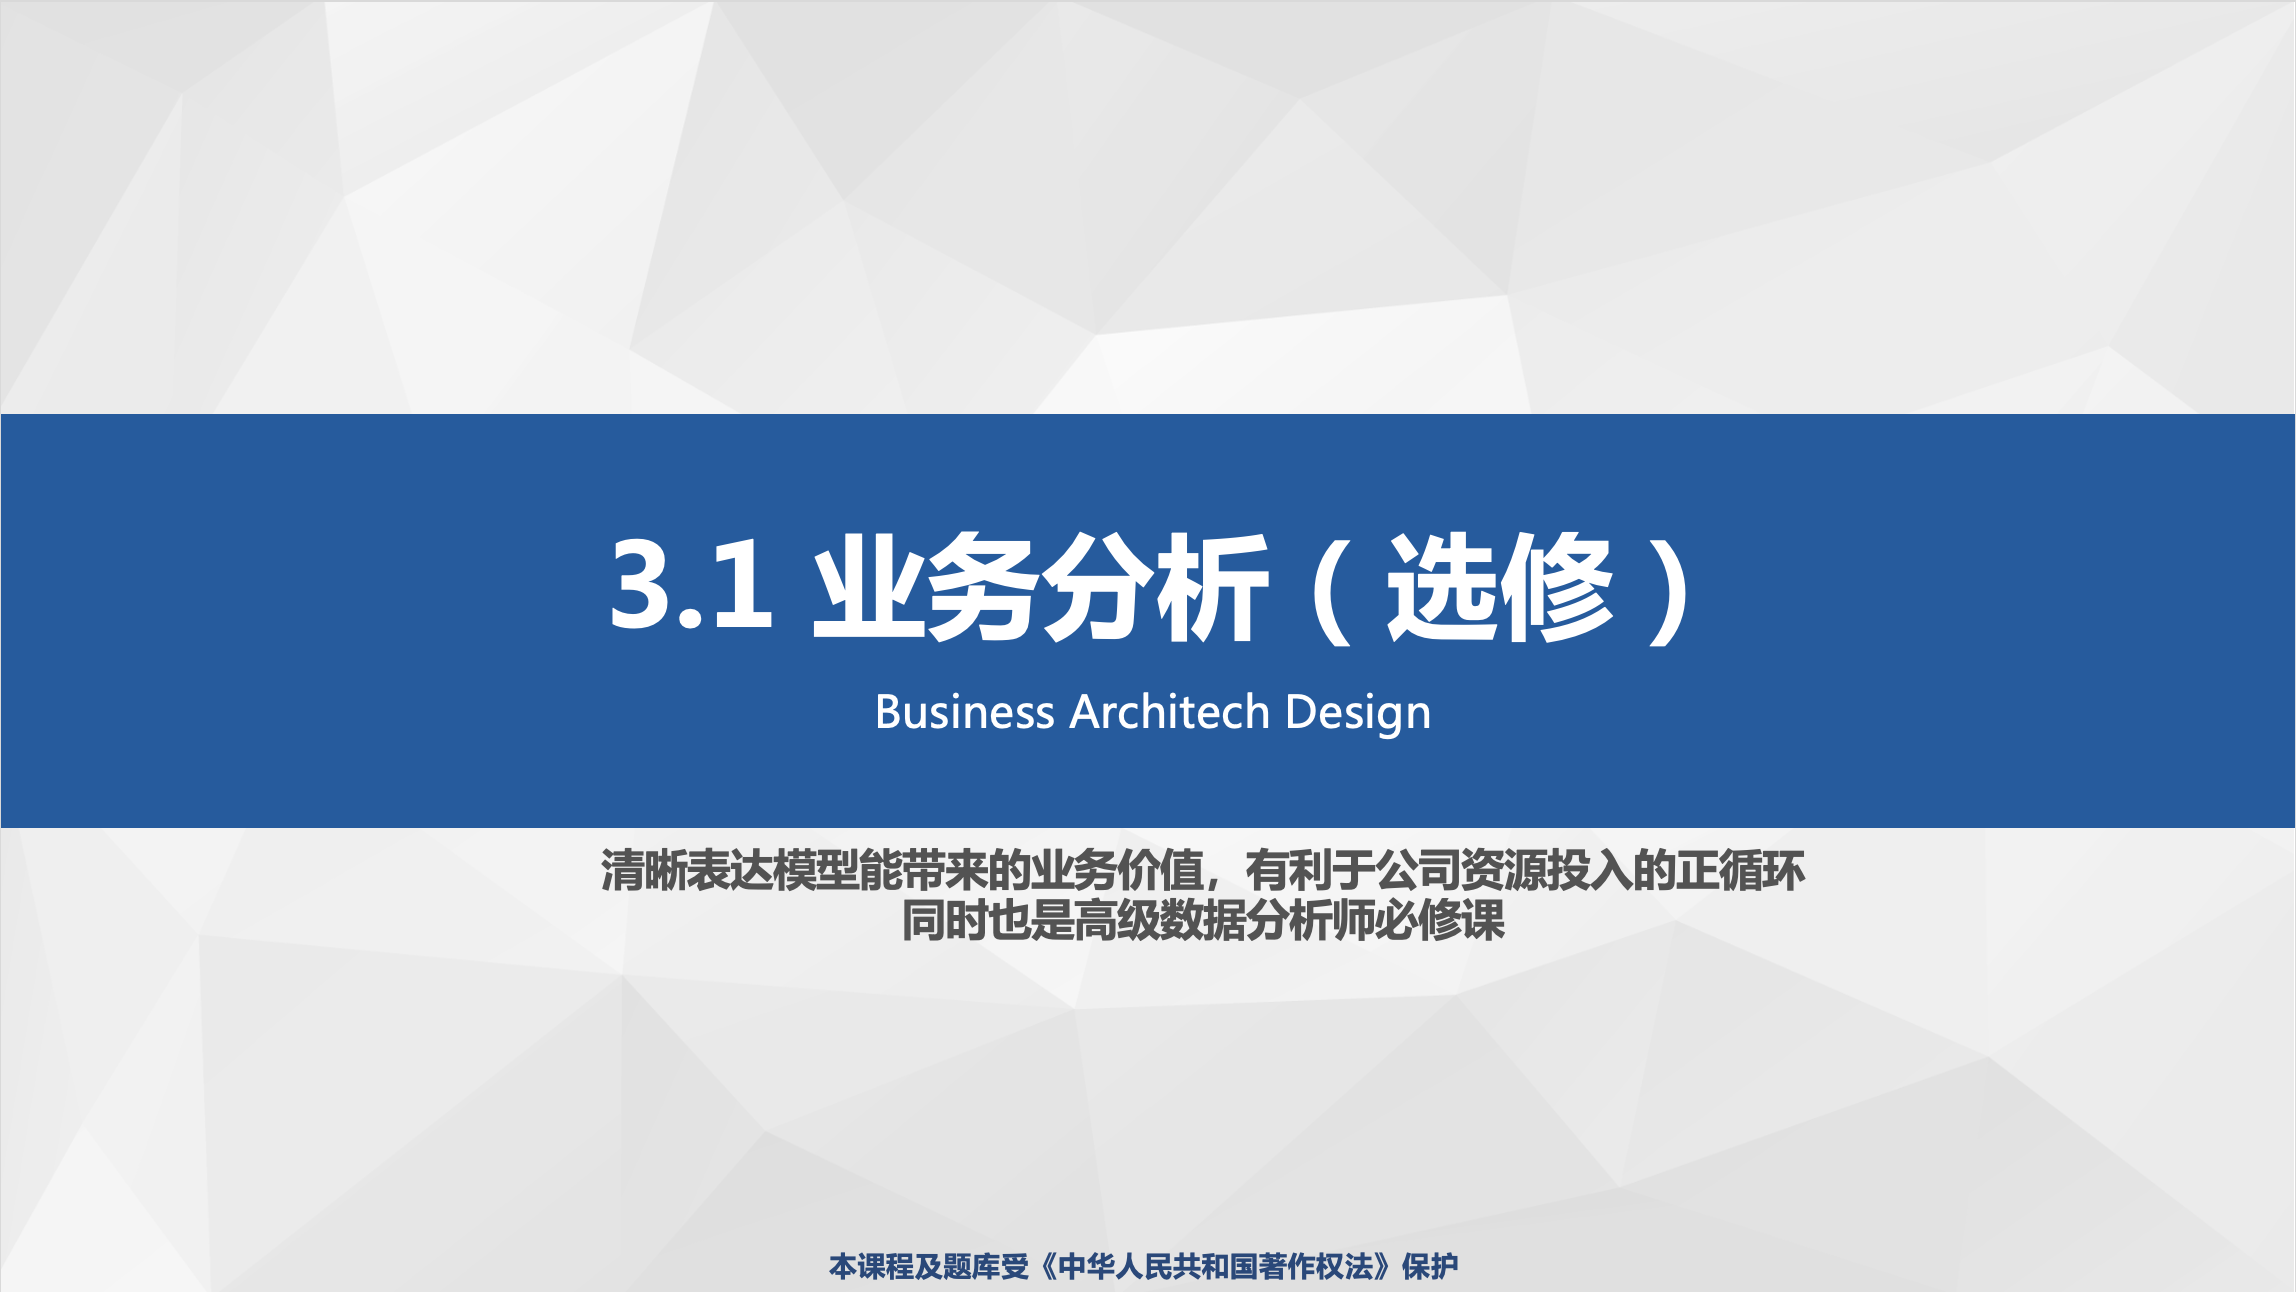 3.1 业务分析（选修）
Business Architech Design
清晰表达模型能带来的业务价值，有利于公司资源投入的正循环
同时也是高级数据分析师必修课
本课程及题库受《中华人民共和国著作权法》保护